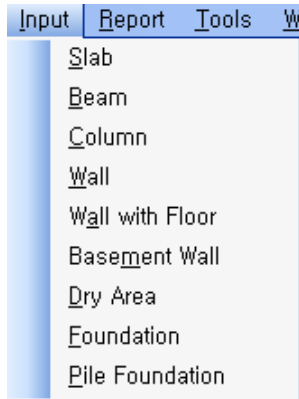 Input Report Tools W
Slab
Beam
Column
Wall
Wall with Floor
Basement Wall
Dry Area
Foundation
Pile Foundation